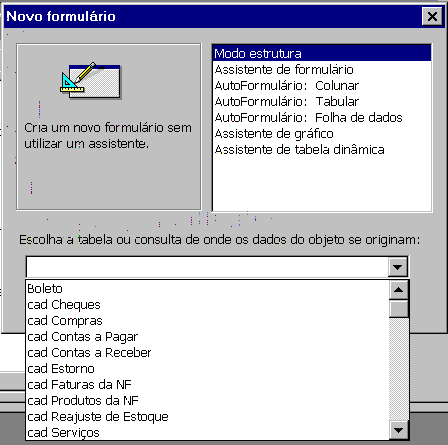 Novo formulário
Modo estrutura
Assistente de formulário
AutoFormulário: Colunar
AutoFormulário: Tabular
AutoFormulário: Folha de dados
Assistente de gráfico
Assistente de tabela dinâmica
Cria um novo formulário sem
utilizar um assistente.
Escolha a tabela ou consulta de onde os dados do objeto se originam:
Boleto
cad Cheques
cad Compras
cad Contas a Pagar
cad Contas a Receber
cad Estorno
cad Faturas da NF
cad Produtos da NF
cad Reajuste de Estoque
cad Serviços